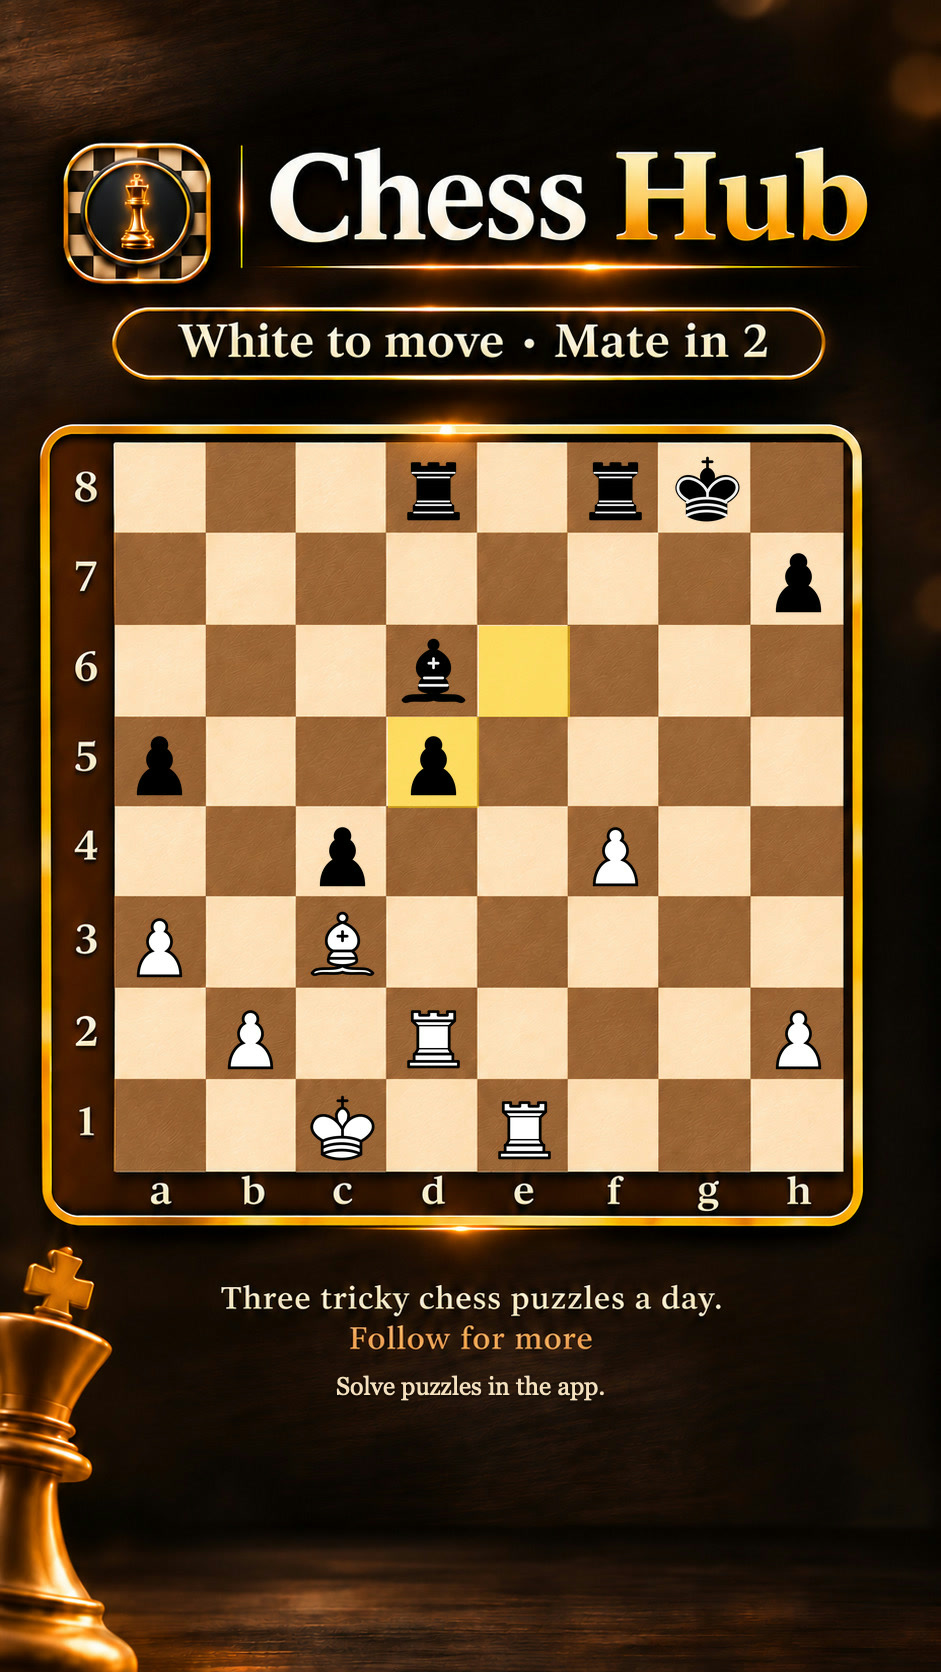 Chess Hub
White to move • Mate in 2
8
7
6
5
4
3
2
1
a b c d e f g h
Three tricky chess puzzles a day.
Follow for more
Solve puzzles in the app.